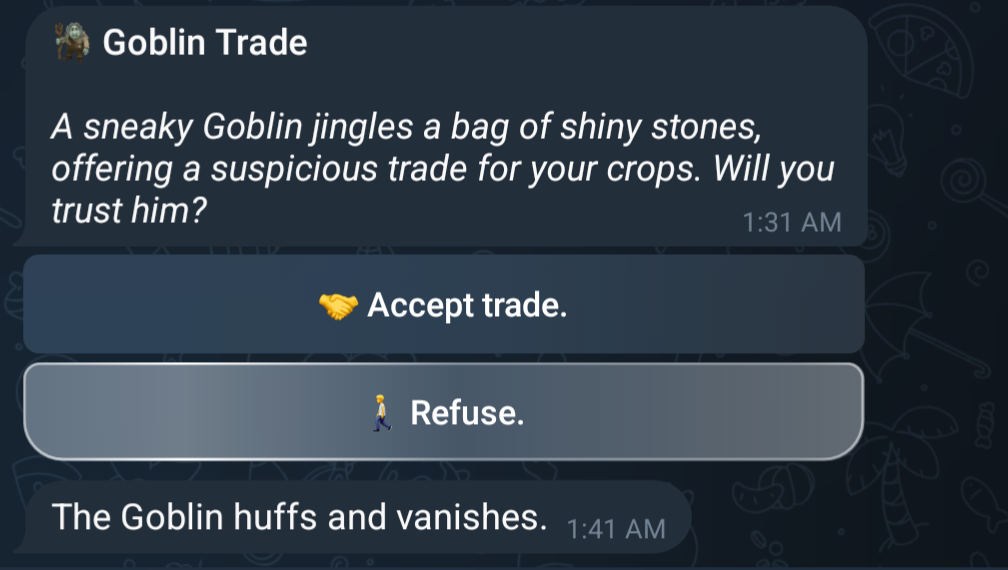 Goblin Trade
A sneaky Goblin jingles a bag of shiny stones,
offering a suspicious trade for your crops. Will you
trust him?
1:31 AM
🤝 Accept trade.
🚶 Refuse.
The Goblin huffs and vanishes. 1:41 AM